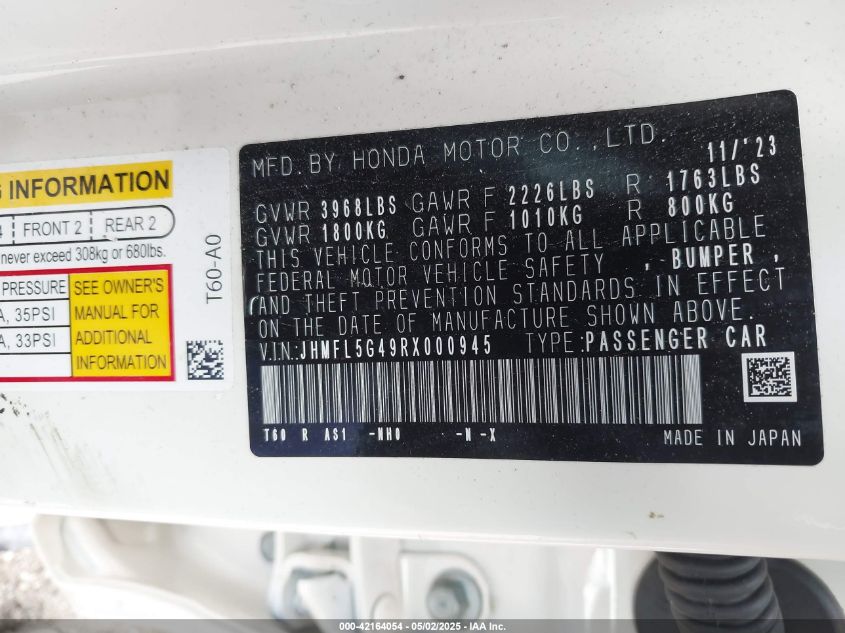 G INFORMATION
4 FRONT 2 REAR 2
never exceed 308kg or 680lbs.
PRESSURE SEE OWNER'S
A, 35PSI MANUAL FOR
A, 33PSI ADDITIONAL
INFORMATION
T60-A0
MFD. BY HONDA MOTOR CO.,LTD. 11/'23
GVWR 3968LBS GAWR F 2226LBS R 1763LBS
GVWR 1800KG GAWR F 1010KG R 800KG
THIS VEHICLE CONFORMS TO ALL APPLICABLE
FEDERAL MOTOR VEHICLE SAFETY , BUMPER ,
AND THEFT PREVENTION STANDARDS IN EFFECT
ON THE DATE OF MANUFACTURE SHOWN ABOVE.
V.I.N.:JHMFL5G49RX000945 TYPE:PASSENGER CAR
T60 R AS1 -NH0 -N -X
MADE IN JAPAN
000-42164054 - 05/02/2025 - IAA Inc.